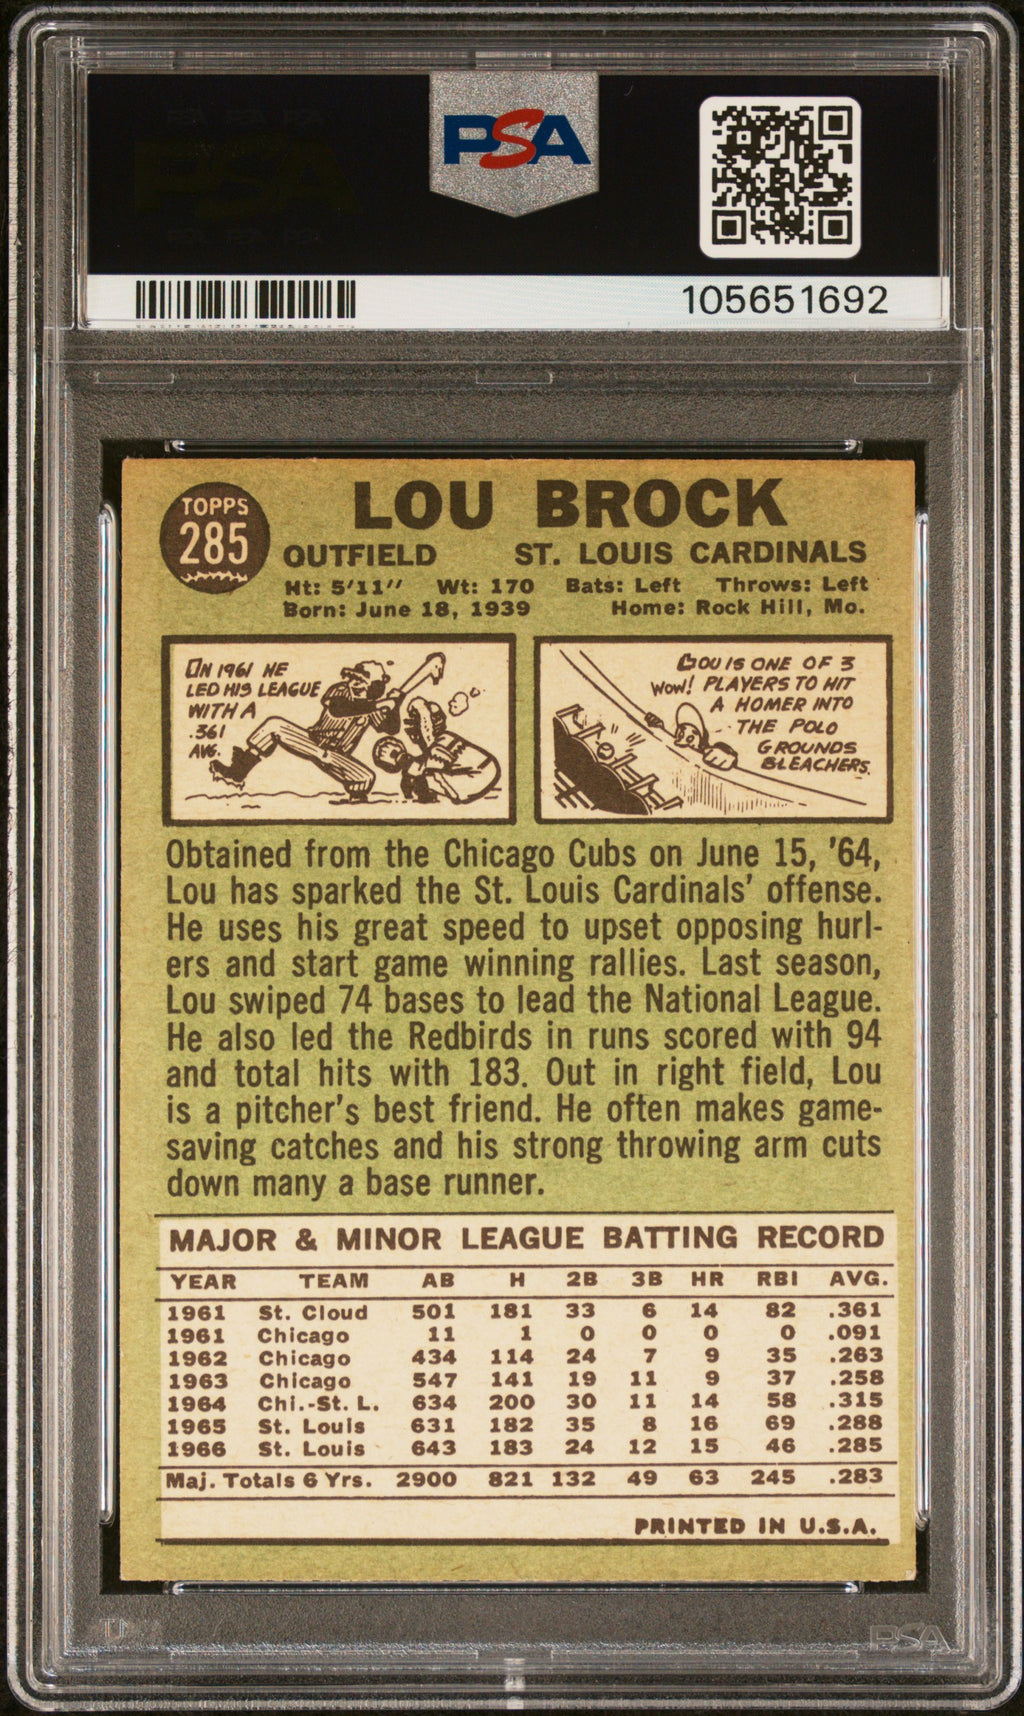 PSA
105651692
TOPPS
285
LOU BROCK
OUTFIELD ST. LOUIS CARDINALS
Ht: 5'11" Wt: 170 Bats: Left Throws: Left
Born: June 18, 1939 Home: Rock Hill, Mo.
IN 1961 HE
LED HIS LEAGUE
WITH A
.361
AVG.
LOU IS ONE OF 3
WOW! PLAYERS TO HIT
A HOMER INTO
THE POLO
GROUNDS
BLEACHERS.
Obtained from the Chicago Cubs on June 15, '64,
Lou has sparked the St. Louis Cardinals' offense.
He uses his great speed to upset opposing hurl-
ers and start game winning rallies. Last season,
Lou swiped 74 bases to lead the National League.
He also led the Redbirds in runs scored with 94
and total hits with 183. Out in right field, Lou
is a pitcher's best friend. He often makes game-
saving catches and his strong throwing arm cuts
down many a base runner.
MAJOR & MINOR LEAGUE BATTING RECORD
YEAR TEAM AB H 2B 3B HR RBI AVG.
1961 St. Cloud 501 181 33 6 14 82 .361
1961 Chicago 11 1 0 0 0 0 .091
1962 Chicago 434 114 24 7 9 35 .263
1963 Chicago 547 141 19 11 9 37 .258
1964 Chi.-St. L. 634 200 30 11 14 58 .315
1965 St. Louis 631 182 35 8 16 69 .288
1966 St. Louis 643 183 24 12 15 46 .285
Maj. Totals 6 Yrs. 2900 821 132 49 63 245 .283
PRINTED IN U.S.A.
PSA